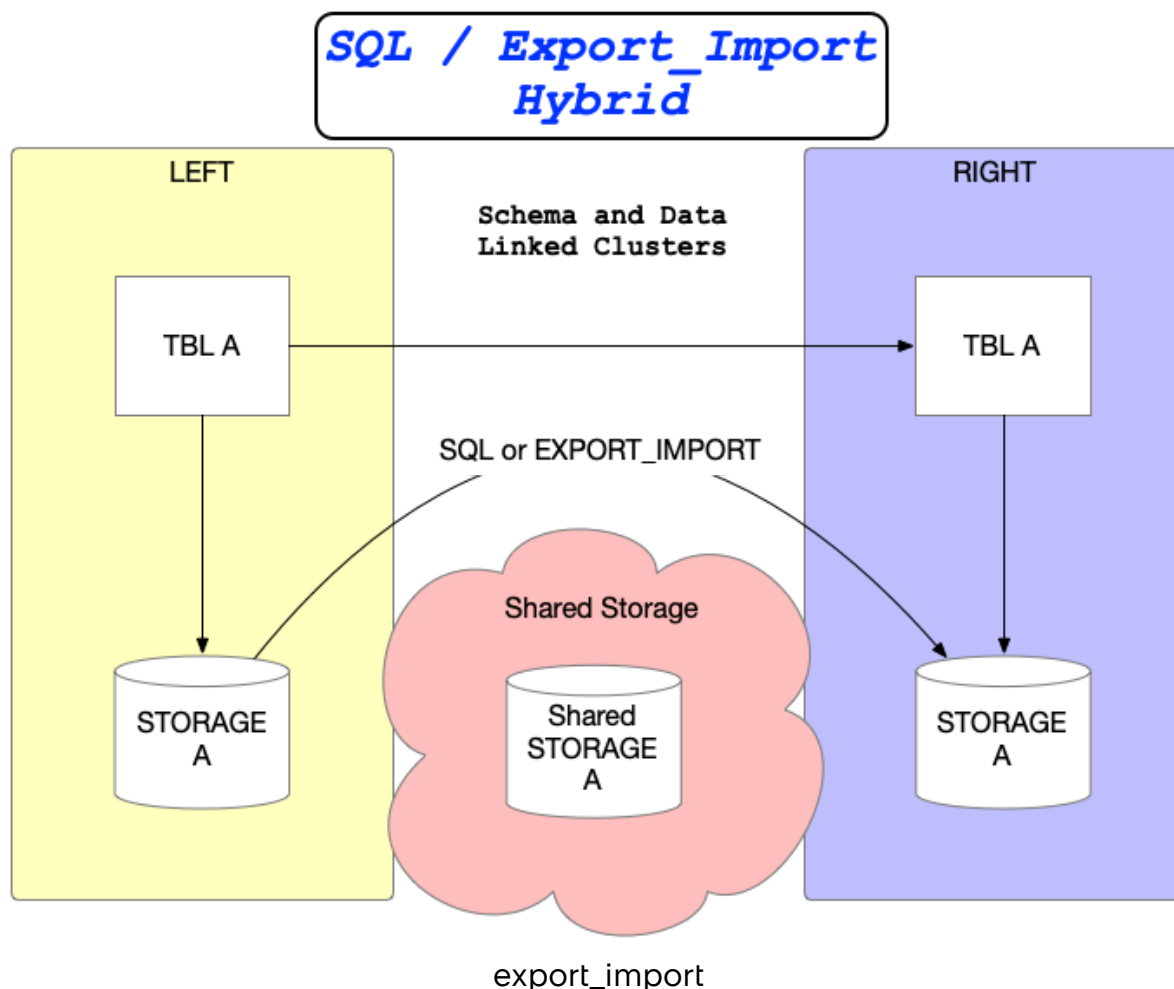 SQL / Export_Import
Hybrid
LEFT
RIGHT
Schema and Data
Linked Clusters
TBL A
TBL A
SQL or EXPORT_IMPORT
Shared Storage
STORAGE
A
Shared
STORAGE
A
STORAGE
A
export_import